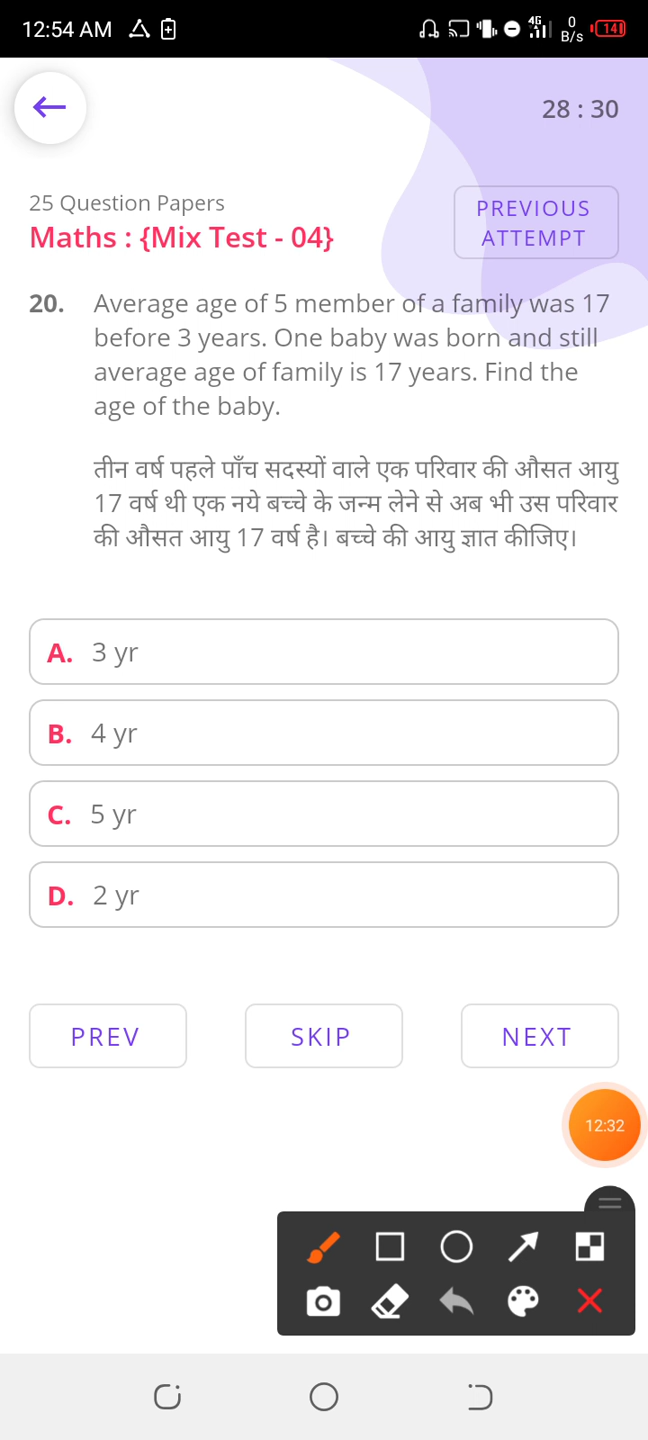 12:54 AM 4G 0 B/s 14
28 : 30
25 Question Papers
Maths : {Mix Test - 04}
PREVIOUS
ATTEMPT
20. Average age of 5 member of a family was 17
before 3 years. One baby was born and still
average age of family is 17 years. Find the
age of the baby.
तीन वर्ष पहले पाँच सदस्यों वाले एक परिवार की औसत आयु
17 वर्ष थी एक नये बच्चे के जन्म लेने से अब भी उस परिवार
की औसत आयु 17 वर्ष है। बच्चे की आयु ज्ञात कीजिए।
A. 3 yr
B. 4 yr
C. 5 yr
D. 2 yr
PREV SKIP NEXT
12:32